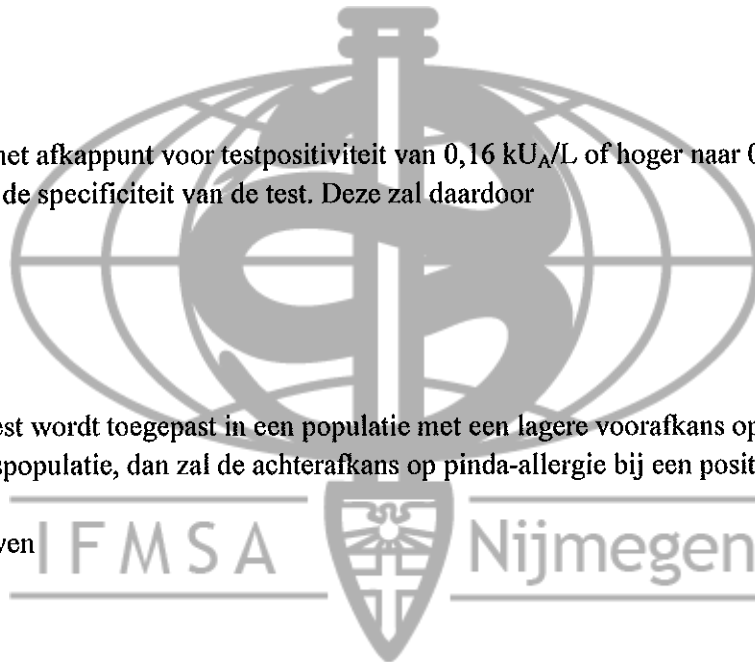 het afkappunt voor testpositiviteit van 0,16 kU_A/L of hoger naar 0
de specificiteit van de test. Deze zal daardoor
est wordt toegepast in een populatie met een lagere voorafkans op
spopulatie, dan zal de achterafkans op pinda-allergie bij een posit
ven
IFMSA Nijmegen